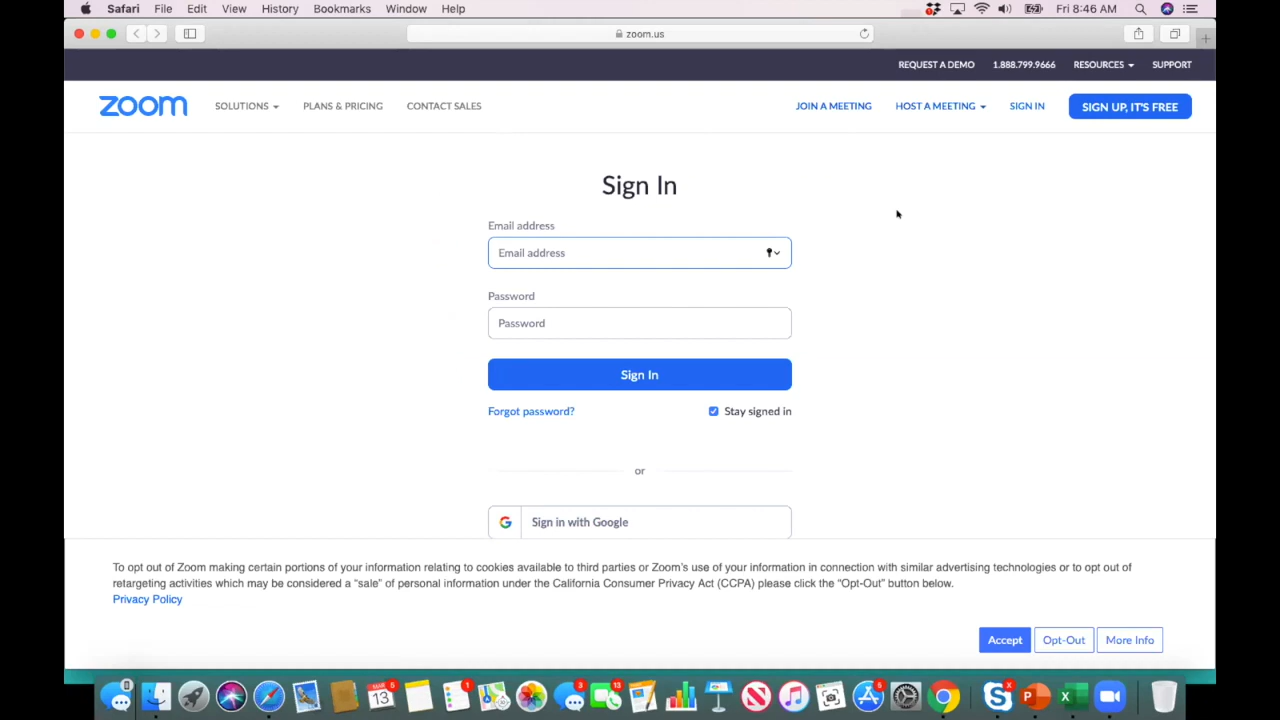 Safari File Edit View History Bookmarks Window Help Fri 8:46 AM
zoom.us
REQUEST A DEMO 1.888.799.9666 RESOURCES SUPPORT
zoom SOLUTIONS PLANS & PRICING CONTACT SALES JOIN A MEETING HOST A MEETING SIGN IN SIGN UP, IT'S FREE
Sign In
Email address
Email address
Password
Password
Sign In
Forgot password? Stay signed in
or
Sign in with Google
To opt out of Zoom making certain portions of your information relating to cookies available to third parties or Zoom's use of your information in connection with similar advertising technologies or to opt out of
retargeting activities which may be considered a “sale” of personal information under the California Consumer Privacy Act (CCPA) please click the “Opt-Out” button below.
Privacy Policy
Accept Opt-Out More Info